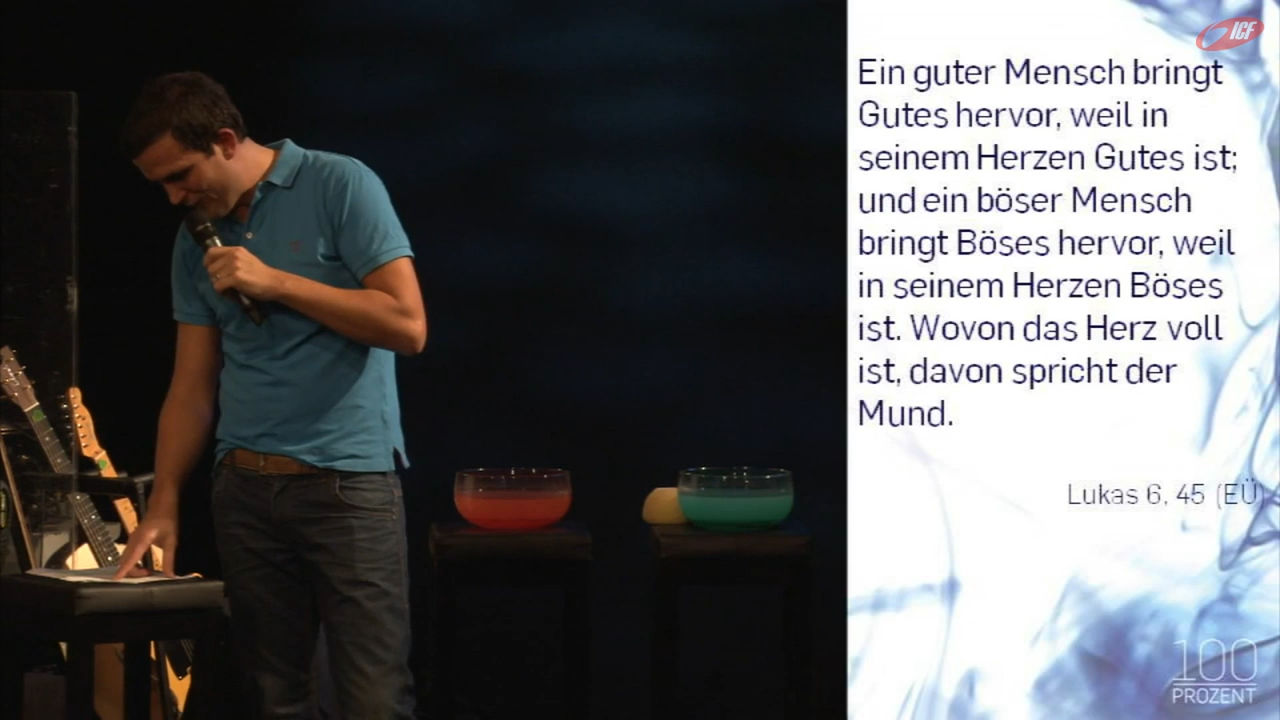 ICF
Ein guter Mensch bringt
Gutes hervor, weil in
seinem Herzen Gutes ist;
und ein böser Mensch
bringt Böses hervor, weil
in seinem Herzen Böses
ist. Wovon das Herz voll
ist, davon spricht der
Mund.
Lukas 6, 45 (EÜ)
100
PROZENT